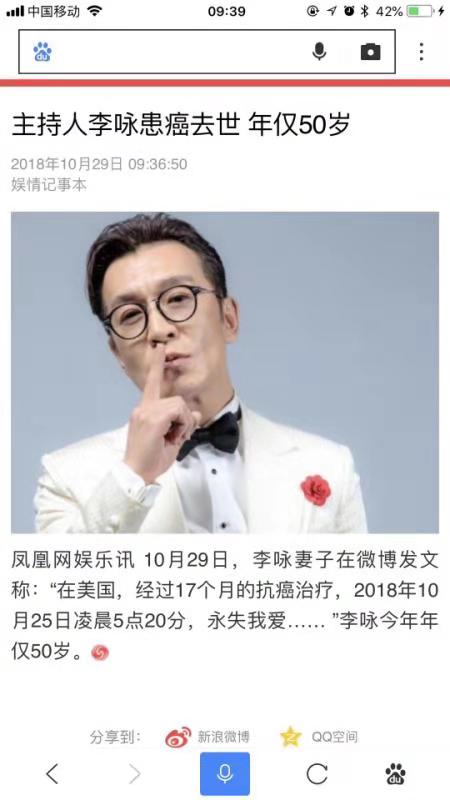 中国移动 09:39 42%
du
主持人李咏患癌去世 年仅50岁
2018年10月29日 09:36:50
娱情记事本
凤凰网娱乐讯 10月29日，李咏妻子在微博发文
称：“在美国，经过17个月的抗癌治疗，2018年10
月25日凌晨5点20分，永失我爱…… ”李咏今年年
仅50岁。
分享到： 新浪微博 QQ空间
du